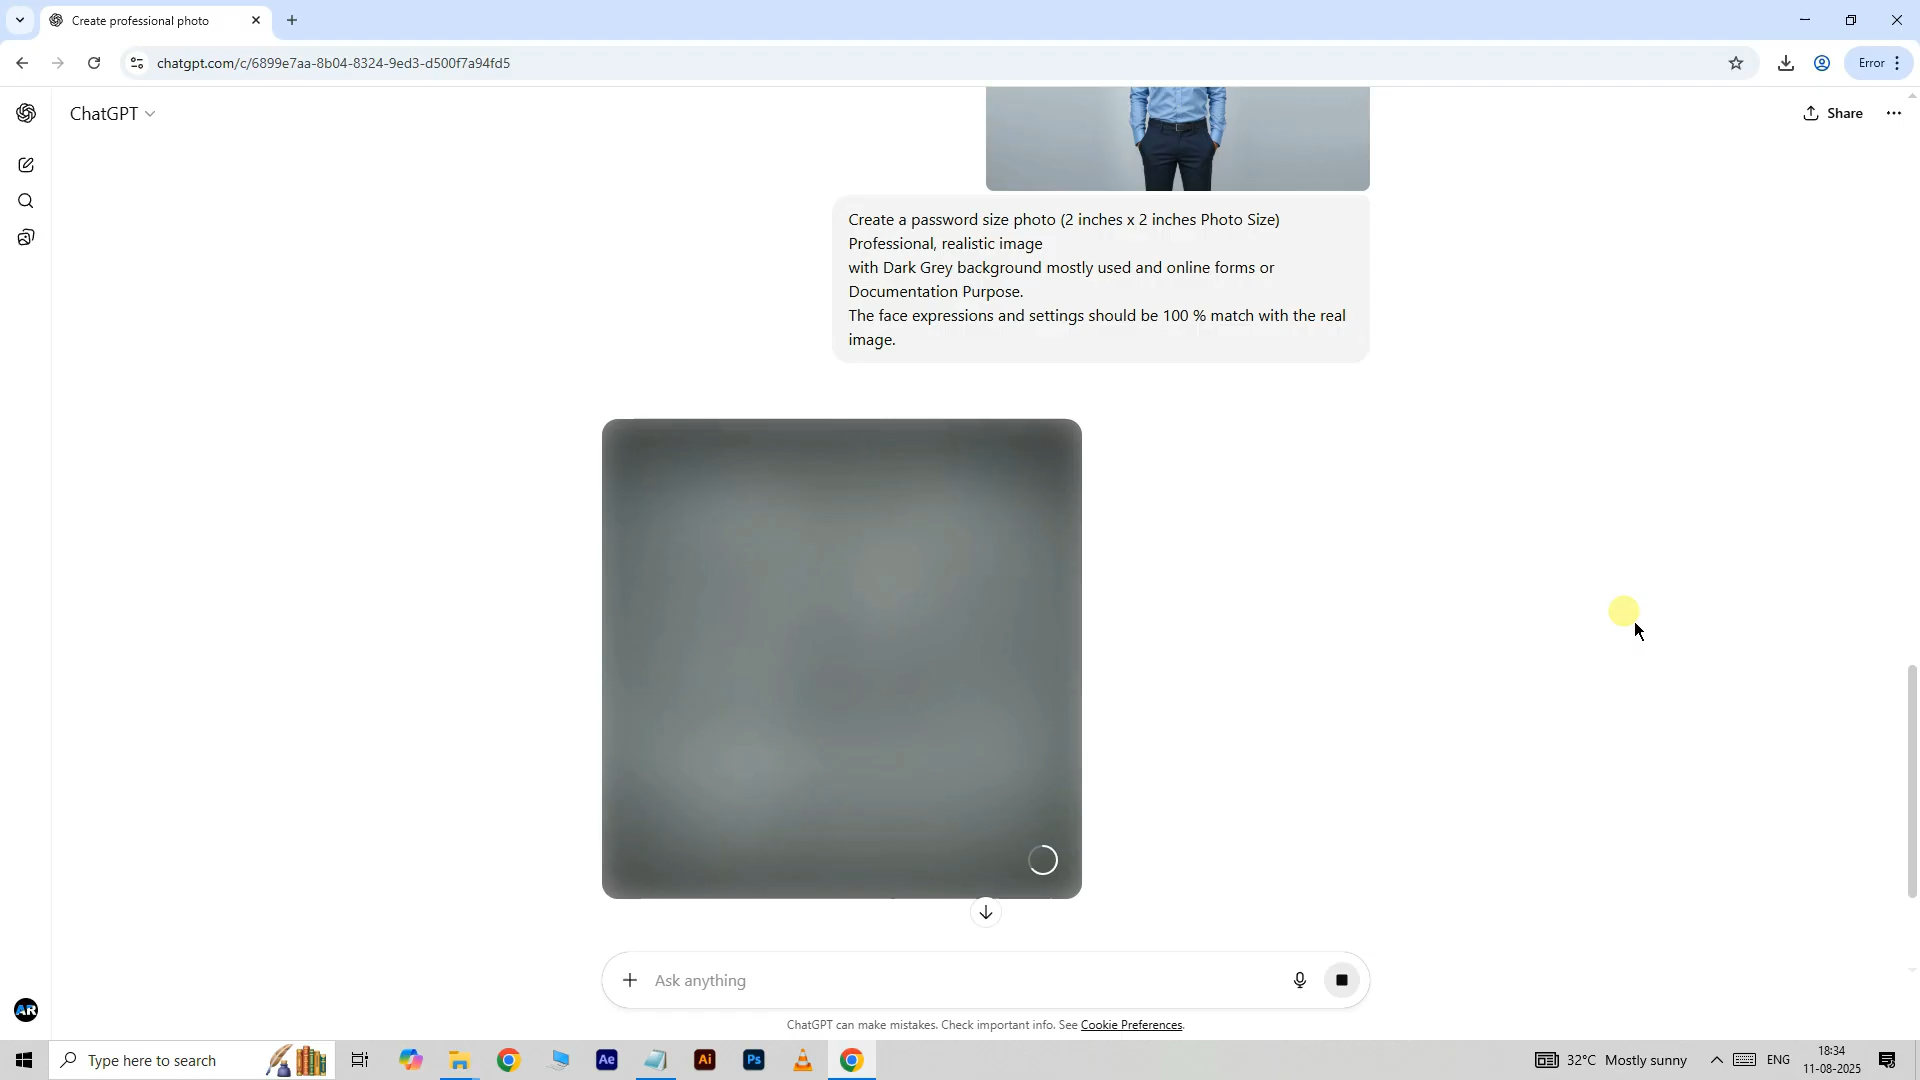 Create professional photo
chatgpt.com/c/6899e7aa-8b04-8324-9ed3-d500f7a94fd5
Error
ChatGPT
Share
Create a password size photo (2 inches x 2 inches Photo Size)
Professional, realistic image
with Dark Grey background mostly used and online forms or
Documentation Purpose.
The face expressions and settings should be 100 % match with the real
image.
Ask anything
AR
ChatGPT can make mistakes. Check important info. See Cookie Preferences.
Type here to search
Ae
Ai
Ps
32°C Mostly sunny
ENG
18:34
11-08-2025